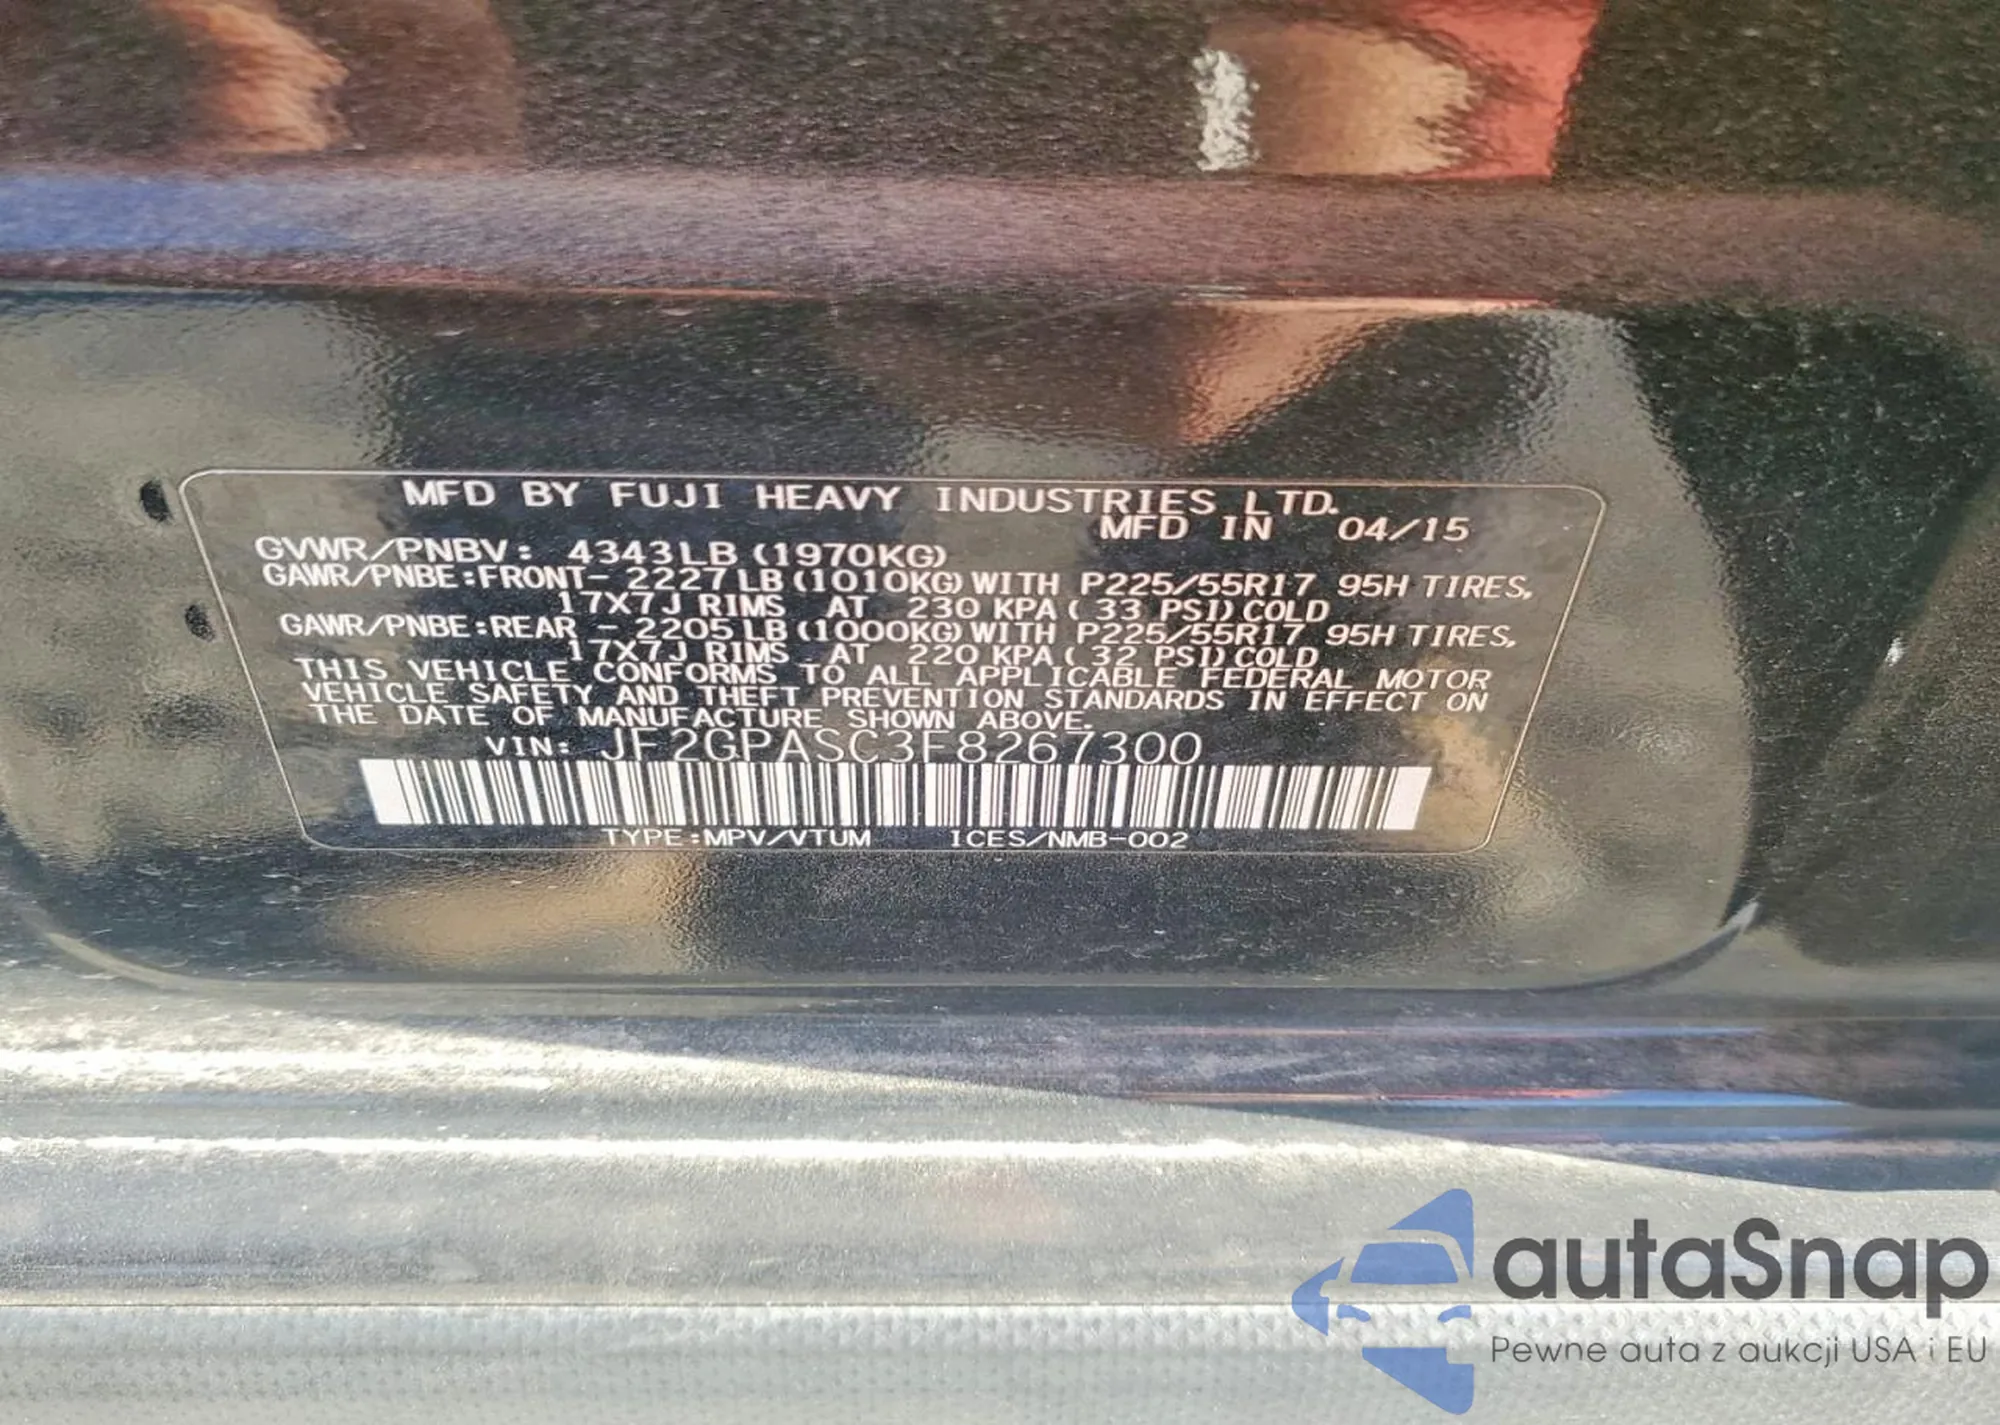 MFD BY FUJI HEAVY INDUSTRIES LTD.
MFD IN 04/15
GVWR/PNBV: 4343LB (1970KG)
GAWR/PNBE:FRONT- 2227LB (1010KG) WITH P225/55R17 95H TIRES,
17X7J RIMS AT 230 KPA ( 33 PSI) COLD
GAWR/PNBE:REAR - 2205LB (1000KG) WITH P225/55R17 95H TIRES,
17X7J RIMS AT 220 KPA ( 32 PSI) COLD
THIS VEHICLE CONFORMS TO ALL APPLICABLE FEDERAL MOTOR
VEHICLE SAFETY AND THEFT PREVENTION STANDARDS IN EFFECT ON
THE DATE OF MANUFACTURE SHOWN ABOVE.
VIN: JF2GPASC3F8267300
TYPE:MPV/VTUM ICES/NMB-002
autaSnap
Pewne auta z aukcji USA i EU